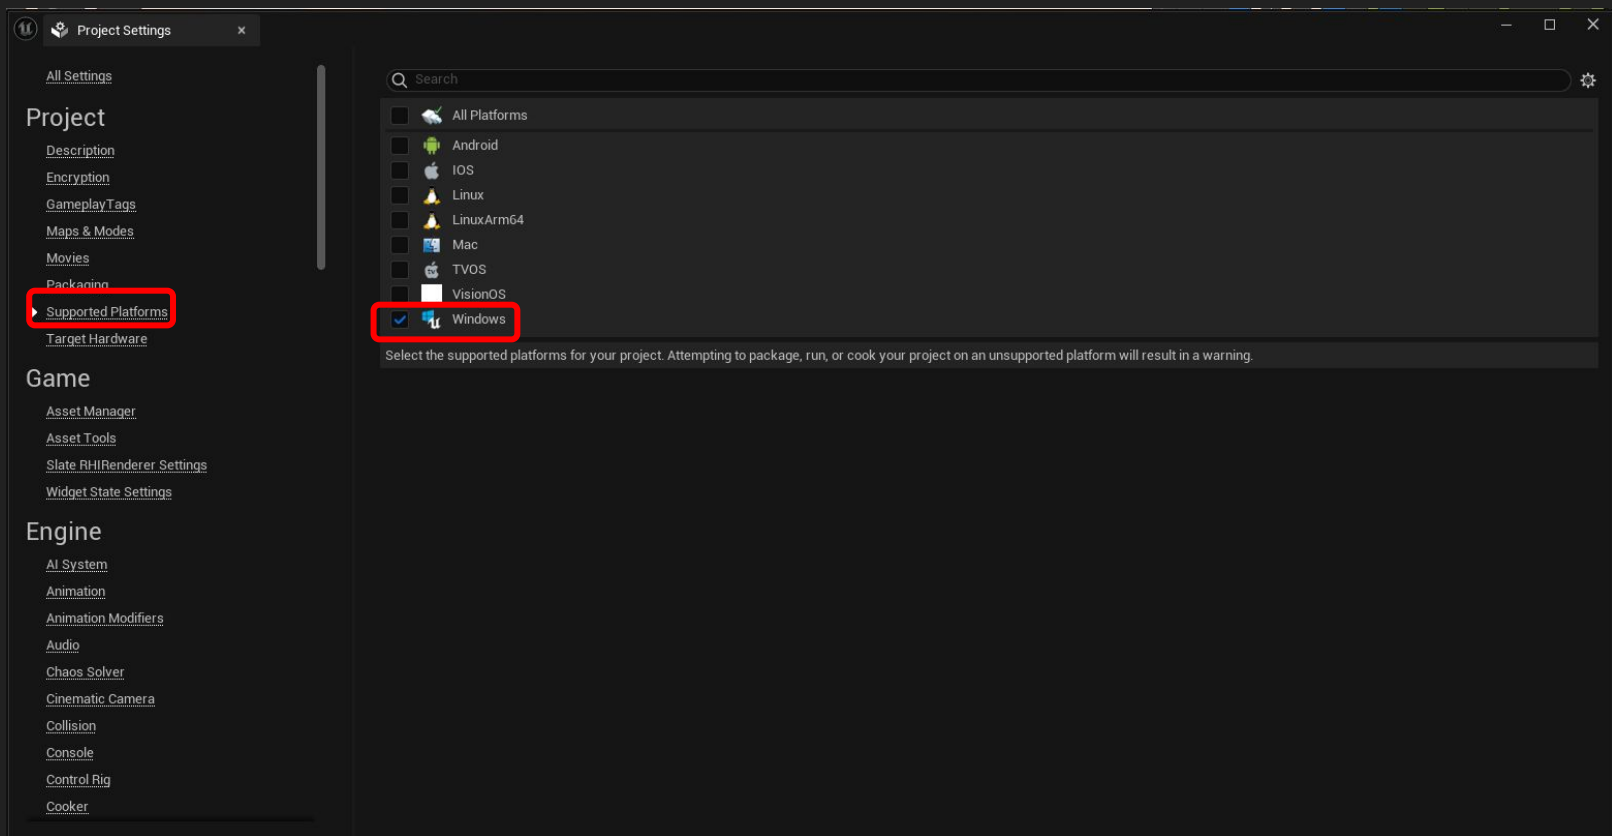 Project Settings
All Settings
Project
Description
Encryption
GameplayTags
Maps & Modes
Movies
Packaging
Supported Platforms
Target Hardware
Game
Asset Manager
Asset Tools
Slate RHIRenderer Settings
Widget State Settings
Engine
AI System
Animation
Animation Modifiers
Audio
Chaos Solver
Cinematic Camera
Collision
Console
Control Rig
Cooker
Search
All Platforms
Android
IOS
Linux
LinuxArm64
Mac
TVOS
VisionOS
Windows
Select the supported platforms for your project. Attempting to package, run, or cook your project on an unsupported platform will result in a warning.